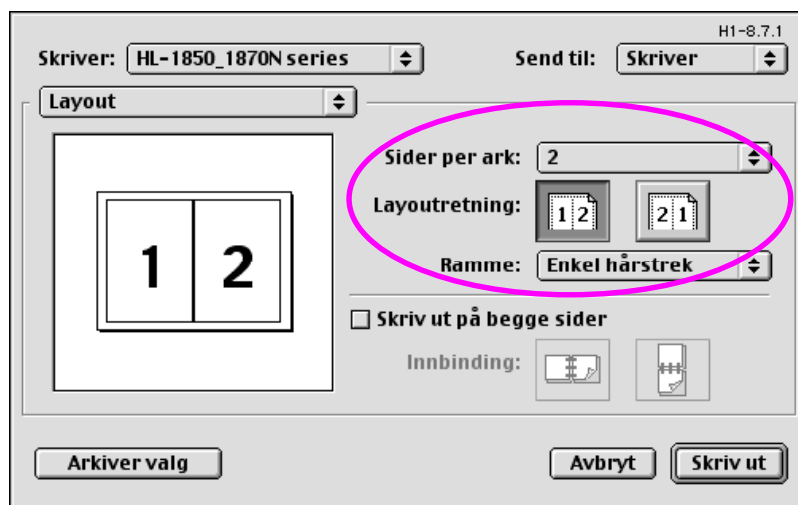 H1-8.7.1
Skriver: HL-1850_1870N series Send til: Skriver
Layout
Sider per ark: 2
Layoutretning: 1 2 2 1
1 2
Ramme: Enkel hårstrek
Skriv ut på begge sider
Innbinding:
Arkiver valg Avbryt Skriv ut